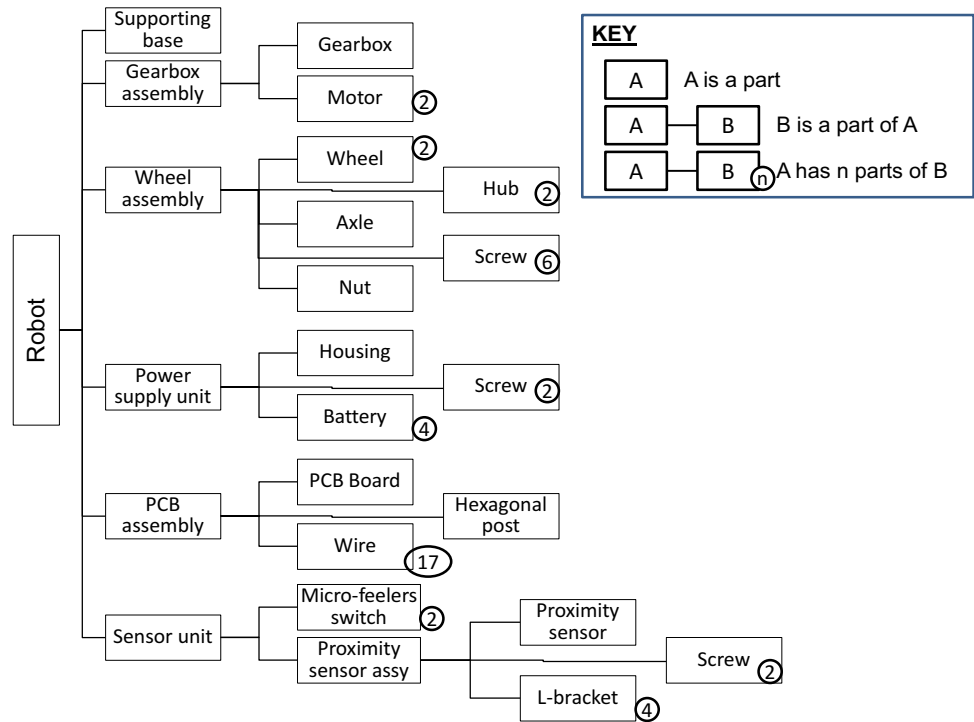 Supporting
base
Gearbox
assembly
Gearbox
Motor
2
Wheel
assembly
Wheel
2
Hub
2
Axle
Screw
6
Nut
Robot
Power
supply unit
Housing
Screw
2
Battery
4
PCB
assembly
PCB Board
Hexagonal
post
Wire
17
Sensor unit
Micro-feelers
switch
2
Proximity
sensor assy
Proximity
sensor
Screw
2
L-bracket
4
KEY
A A is a part
A B B is a part of A
A B n A has n parts of B